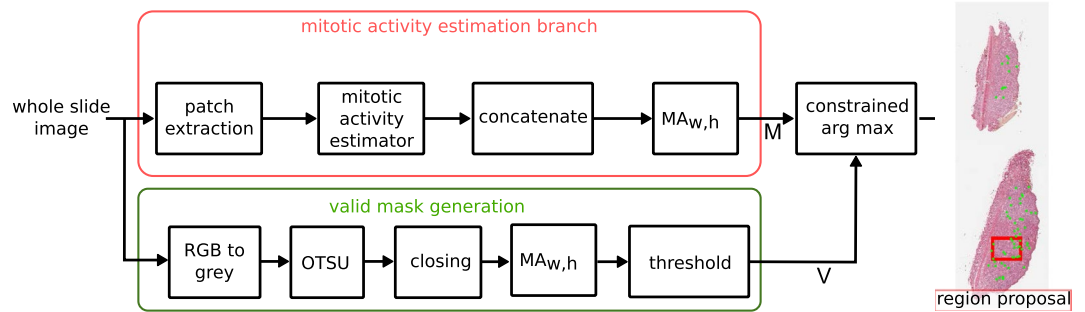 mitotic activity estimation branch
whole slide
image
patch
extraction
mitotic
activity
estimator
concatenate
MAw,h
M
constrained
arg max
valid mask generation
RGB to
grey
OTSU
closing
MAw,h
threshold
V
region proposal